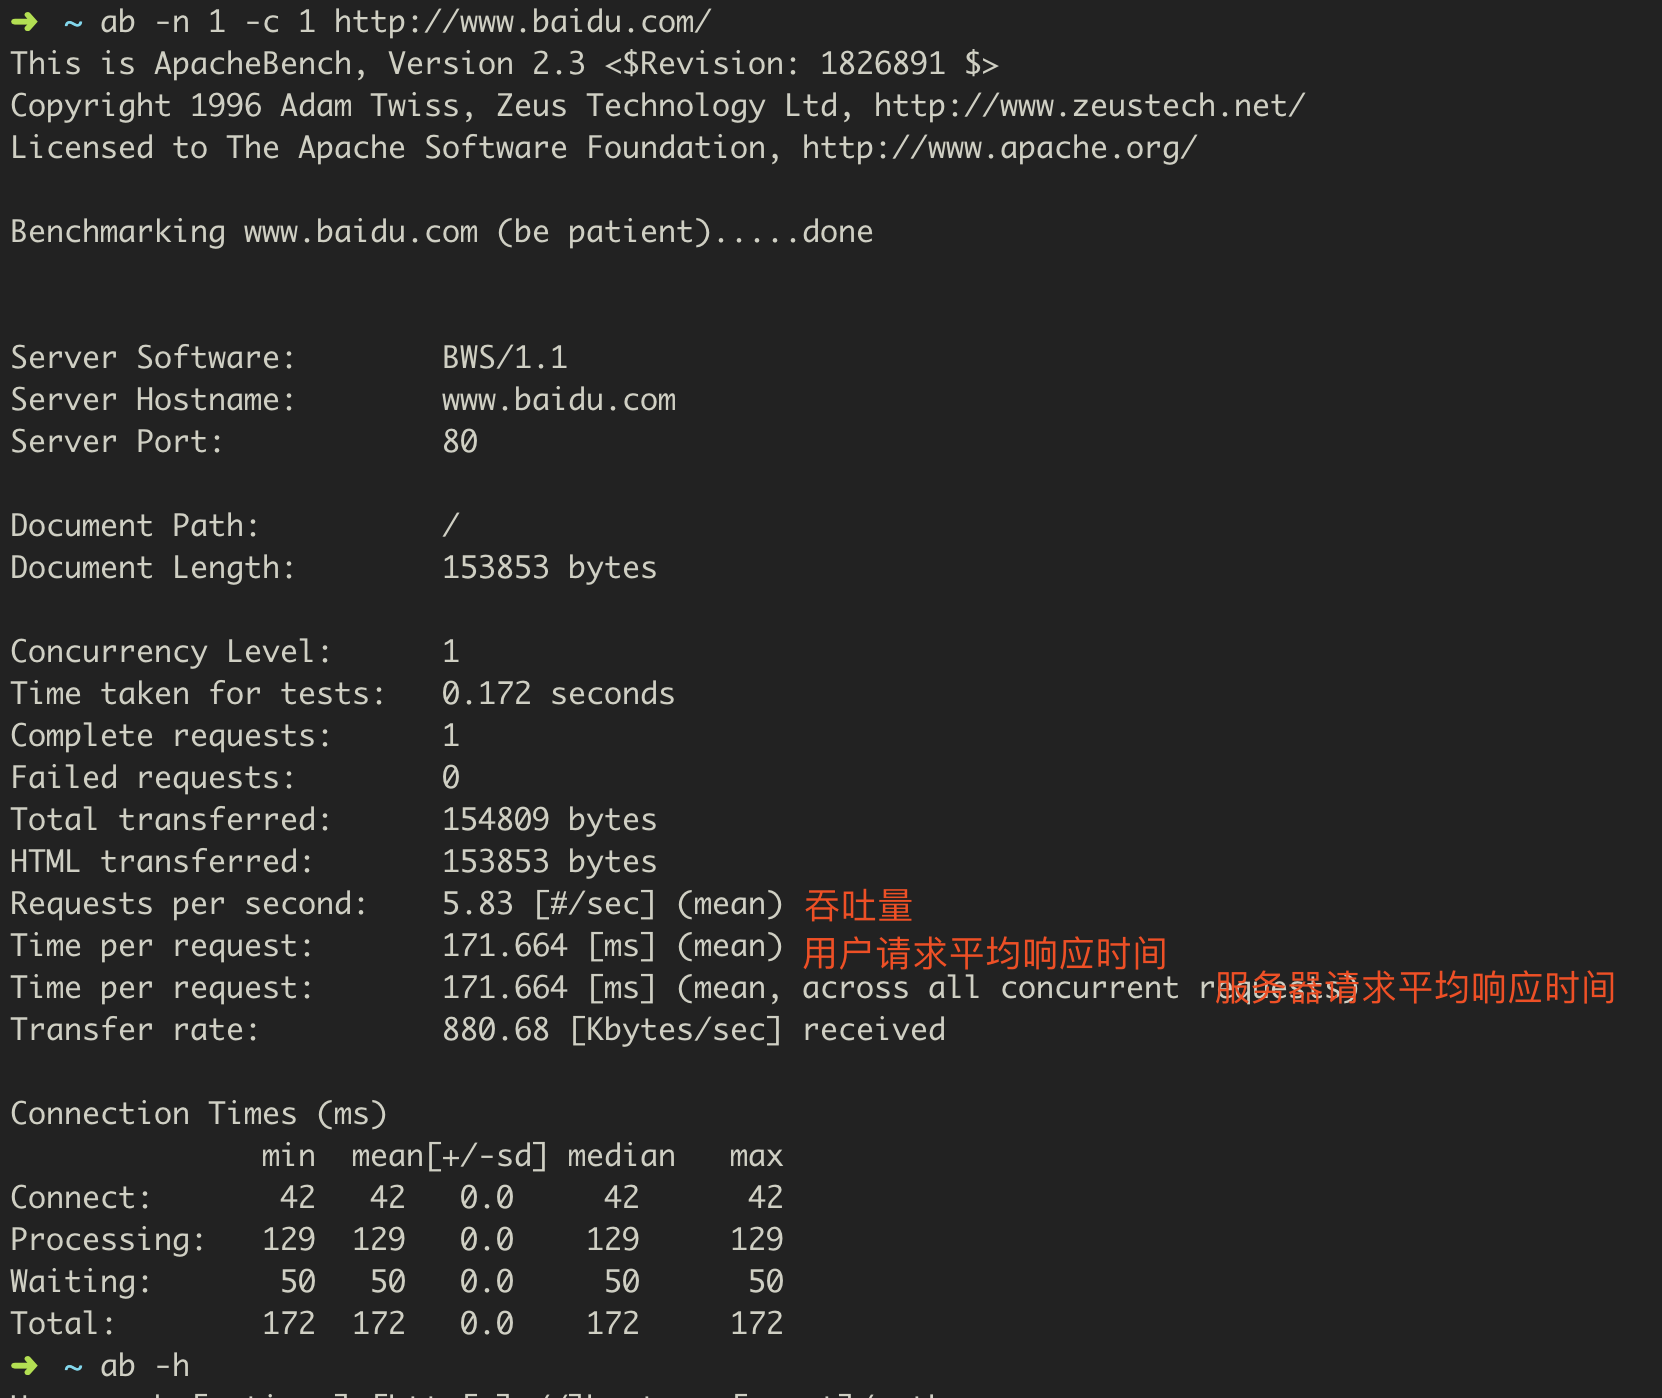 ➜ ~ ab -n 1 -c 1 http://www.baidu.com/
This is ApacheBench, Version 2.3 <$Revision: 1826891 $>
Copyright 1996 Adam Twiss, Zeus Technology Ltd, http://www.zeustech.net/
Licensed to The Apache Software Foundation, http://www.apache.org/
Benchmarking www.baidu.com (be patient).....done
Server Software: BWS/1.1
Server Hostname: www.baidu.com
Server Port: 80
Document Path: /
Document Length: 153853 bytes
Concurrency Level: 1
Time taken for tests: 0.172 seconds
Complete requests: 1
Failed requests: 0
Total transferred: 154809 bytes
HTML transferred: 153853 bytes
Requests per second: 5.83 [#/sec] (mean) 吞吐量
Time per request: 171.664 [ms] (mean) 用户请求平均响应时间
Time per request: 171.664 [ms] (mean, across all concurrent requests) 服务器请求平均响应时间
Transfer rate: 880.68 [Kbytes/sec] received
Connection Times (ms)
min mean[+/-sd] median max
Connect: 42 42 0.0 42 42
Processing: 129 129 0.0 129 129
Waiting: 50 50 0.0 50 50
Total: 172 172 0.0 172 172
➜ ~ ab -h